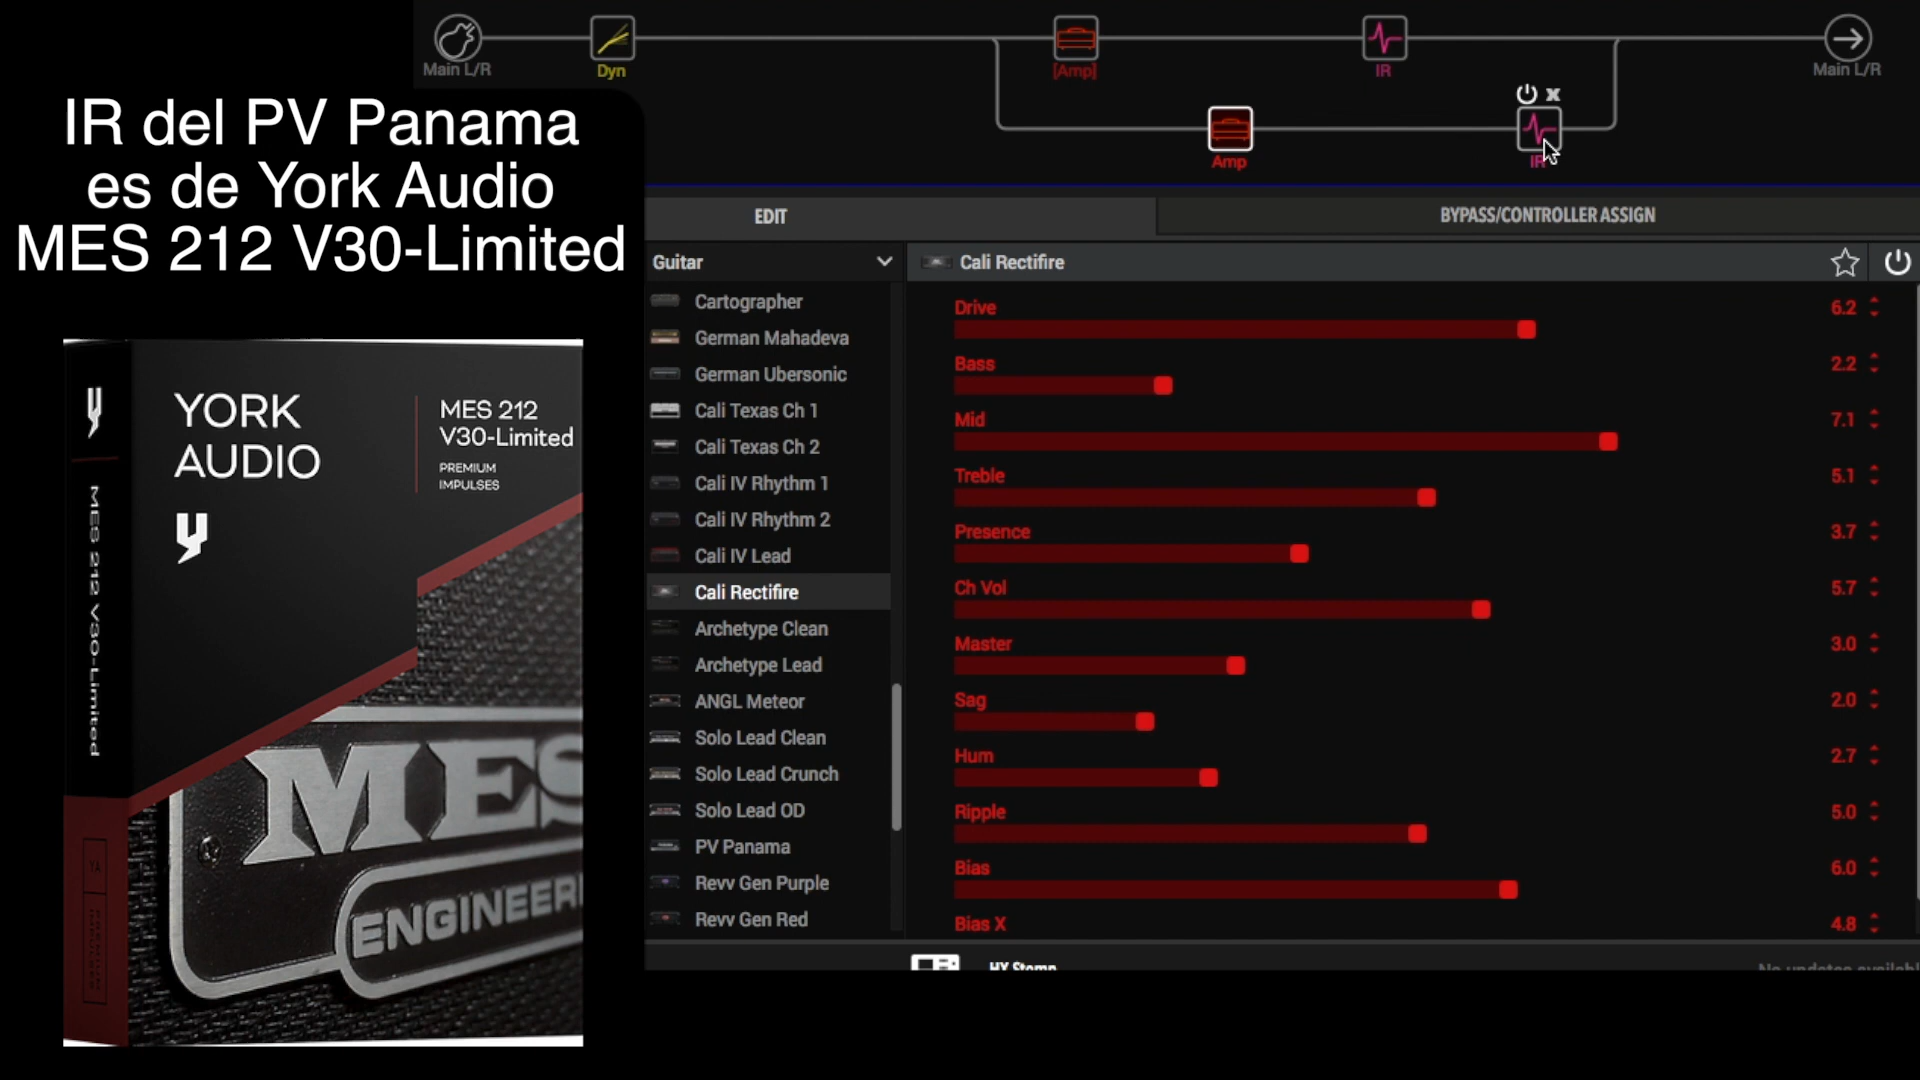 Main L/R
Dyn
[Amp]
IR
Main L/R
Amp
IR
IR del PV Panama
es de York Audio
MES 212 V30-Limited
YORK
AUDIO
MES 212
V30-Limited
PREMIUM
IMPULSES
MES 212 V30-Limited
YA
MES
ENGINEERI
EDIT
BYPASS/CONTROLLER ASSIGN
Guitar
Cartographer
German Mahadeva
German Ubersonic
Cali Texas Ch 1
Cali Texas Ch 2
Cali IV Rhythm 1
Cali IV Rhythm 2
Cali IV Lead
Cali Rectifire
Archetype Clean
Archetype Lead
ANGL Meteor
Solo Lead Clean
Solo Lead Crunch
Solo Lead OD
PV Panama
Revv Gen Purple
Revv Gen Red
Cali Rectifire
Drive 6.2
Bass 2.2
Mid 7.1
Treble 5.1
Presence 3.7
Ch Vol 5.7
Master 3.0
Sag 2.0
Hum 2.7
Ripple 5.0
Bias 6.0
Bias X 4.8
HX Stomp
No updates availabl